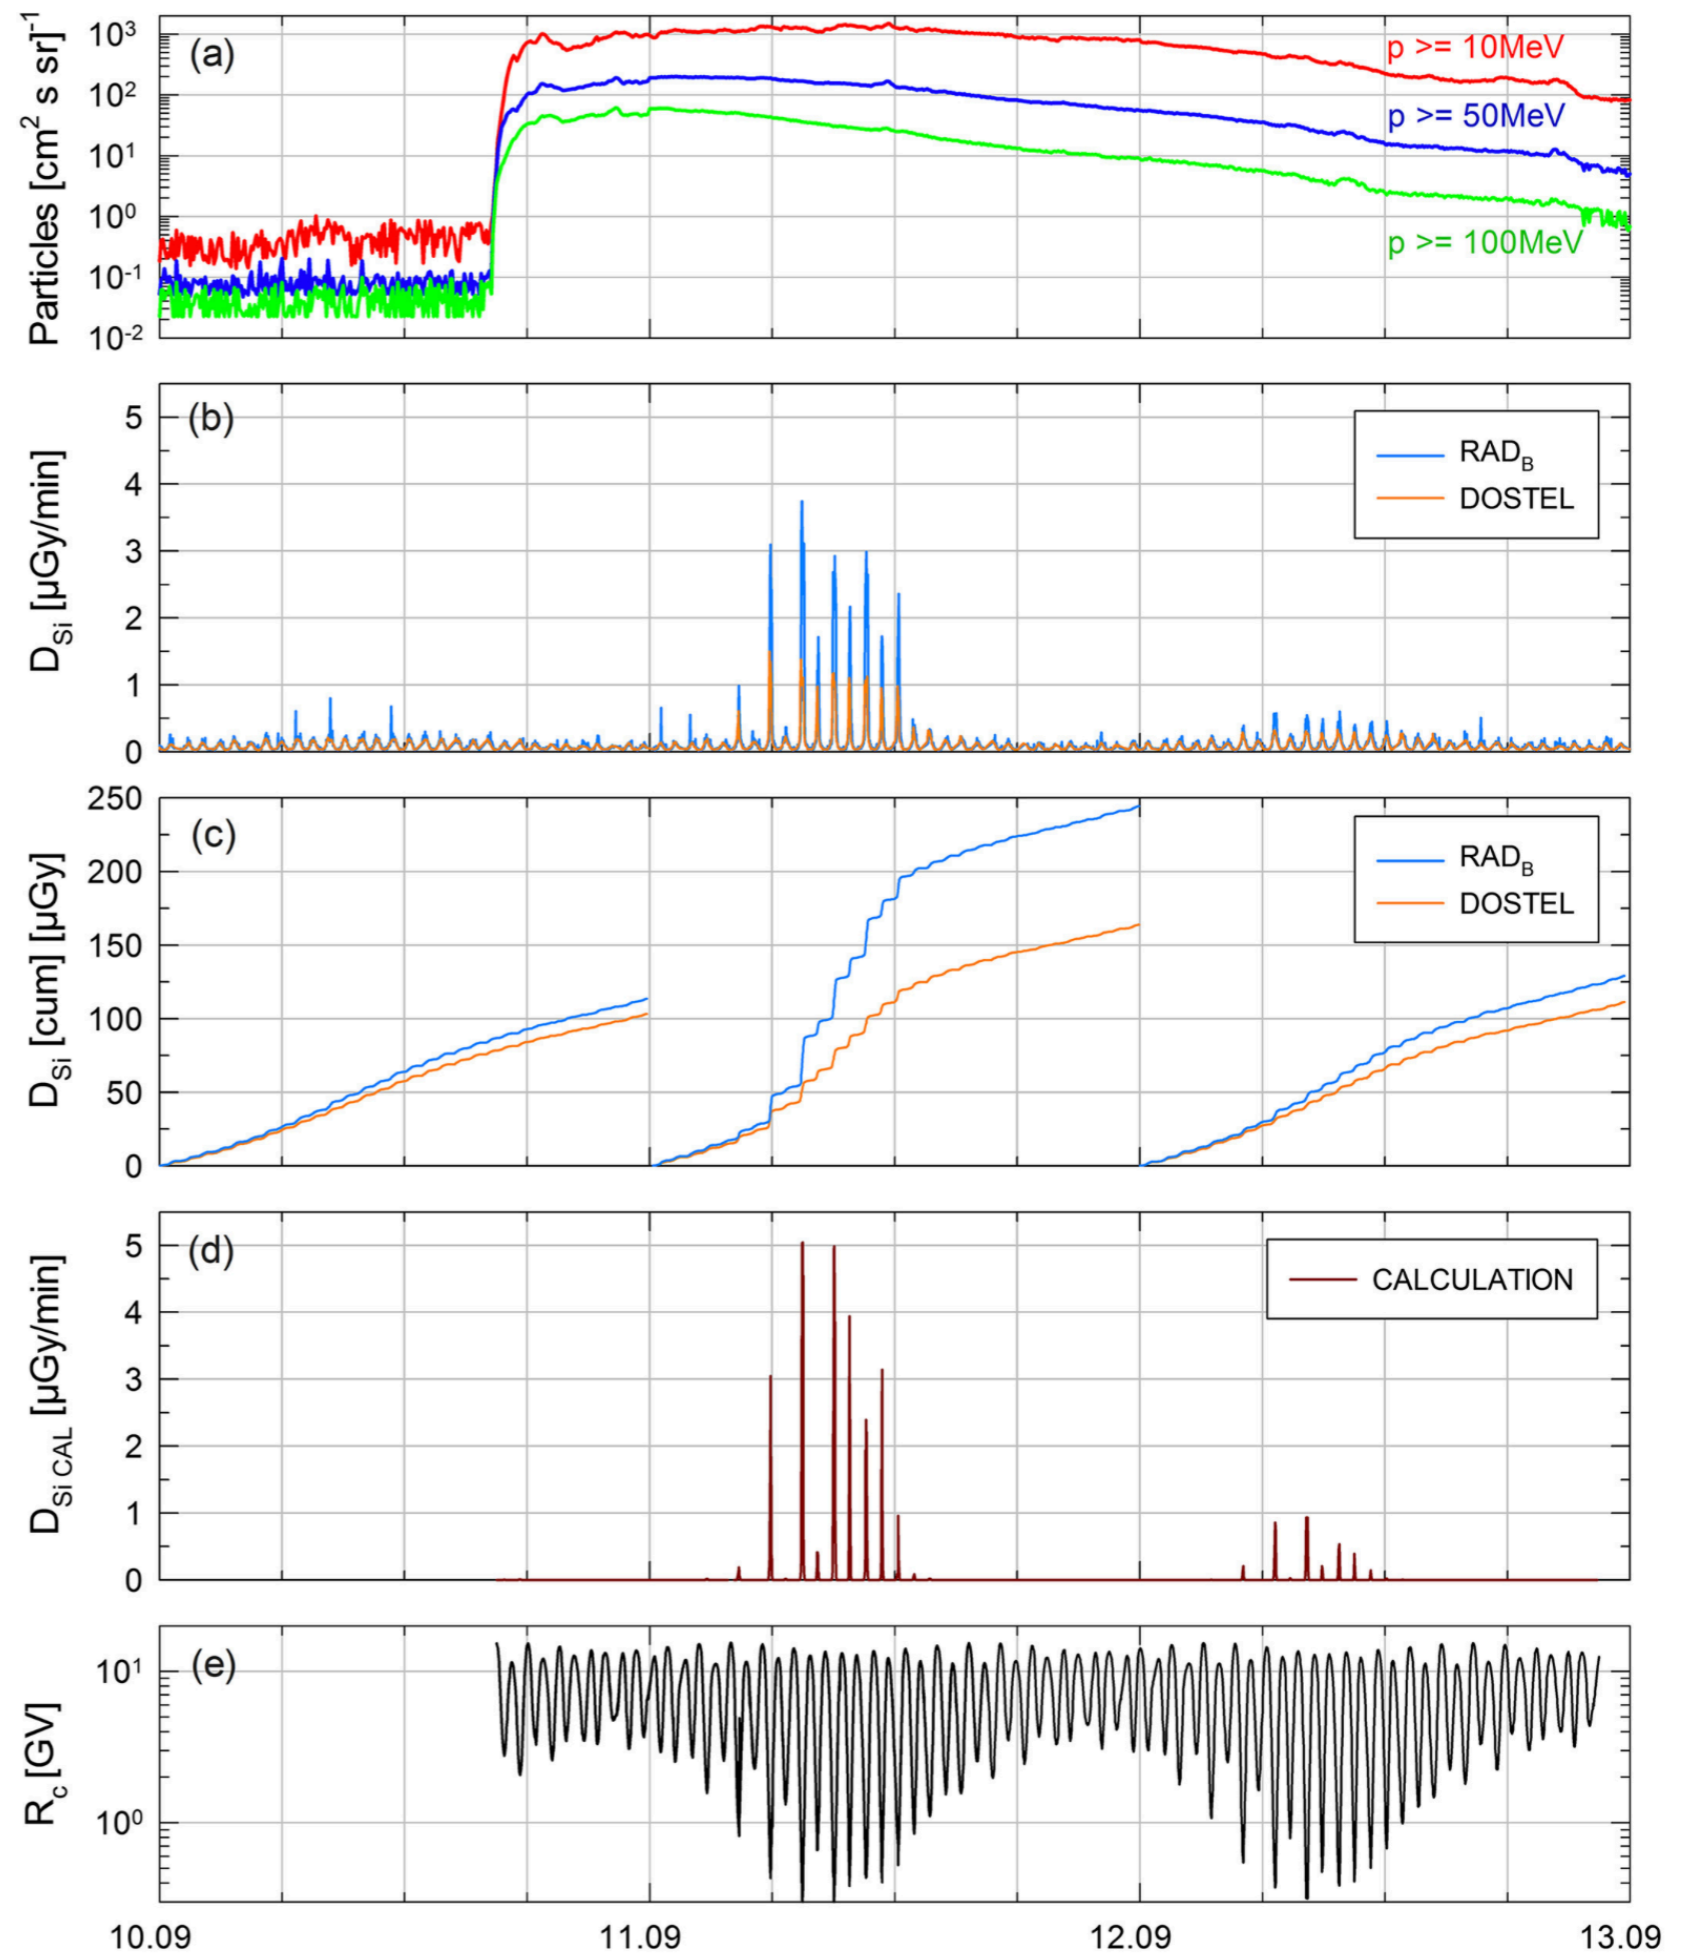 (a)
Particles [cm² s sr]⁻¹
10³
10²
10¹
10⁰
10⁻¹
10⁻²
p >= 10MeV
p >= 50MeV
p >= 100MeV
(b)
D_Si [µGy/min]
5
4
3
2
1
0
RAD_B
DOSTEL
(c)
D_Si [cum] [µGy]
250
200
150
100
50
0
RAD_B
DOSTEL
(d)
D_Si CAL [µGy/min]
5
4
3
2
1
0
CALCULATION
(e)
R_c [GV]
10¹
10⁰
10.09 11.09 12.09 13.09